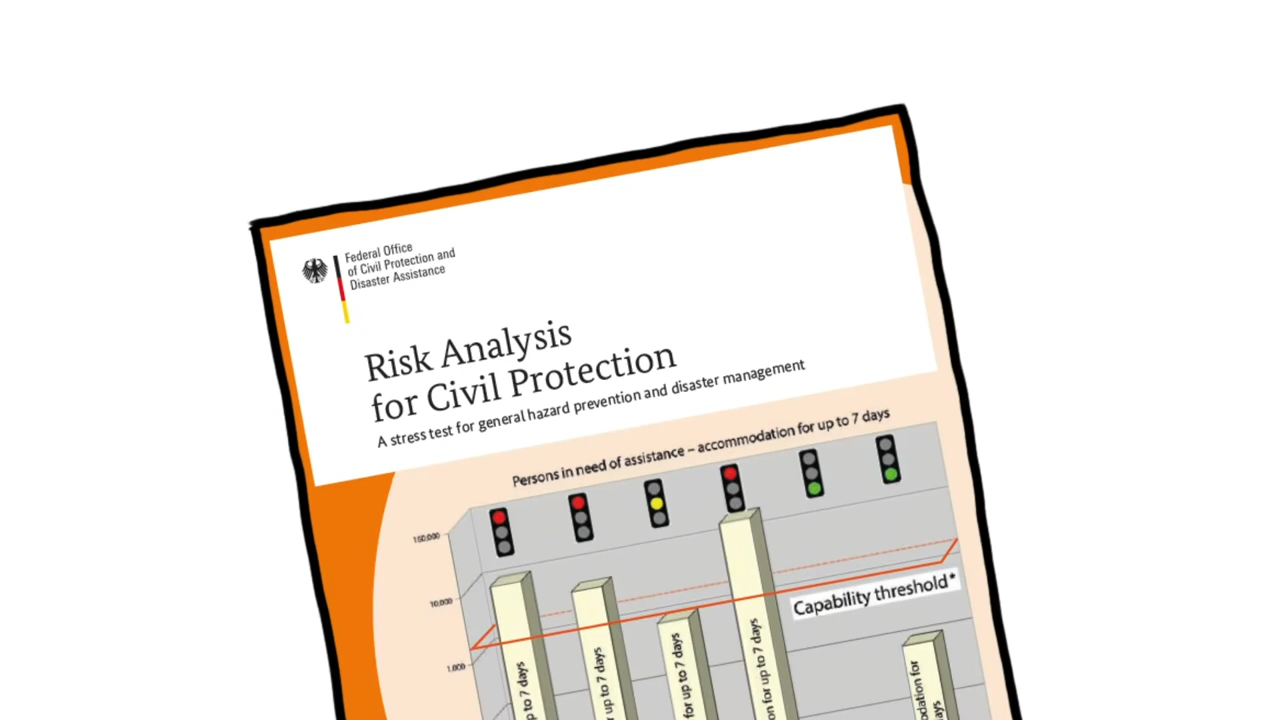 Federal Office
of Civil Protection and
Disaster Assistance
Risk Analysis
for Civil Protection
A stress test for general hazard prevention and disaster management
Persons in need of assistance – accommodation for up to 7 days
100,000
10,000
1,000
Capability threshold*
up to 7 days
for up to 7 days
for up to 7 days
for up to 7 days
for
days